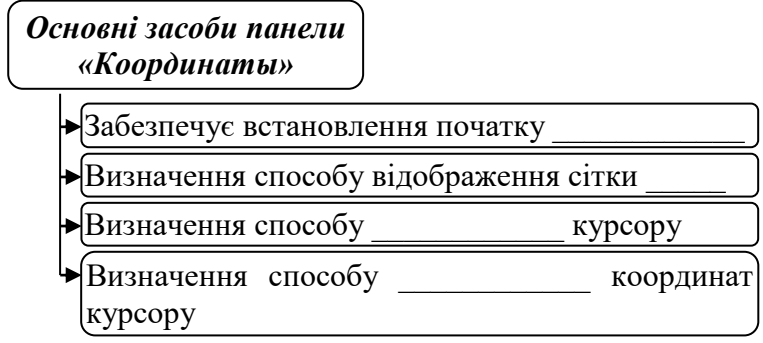 Основні засоби панели
«Координаты»
Забезпечує встановлення початку ____________
Визначення способу відображення сітки _____
Визначення способу ____________ курсору
Визначення способу ____________ координат
курсору